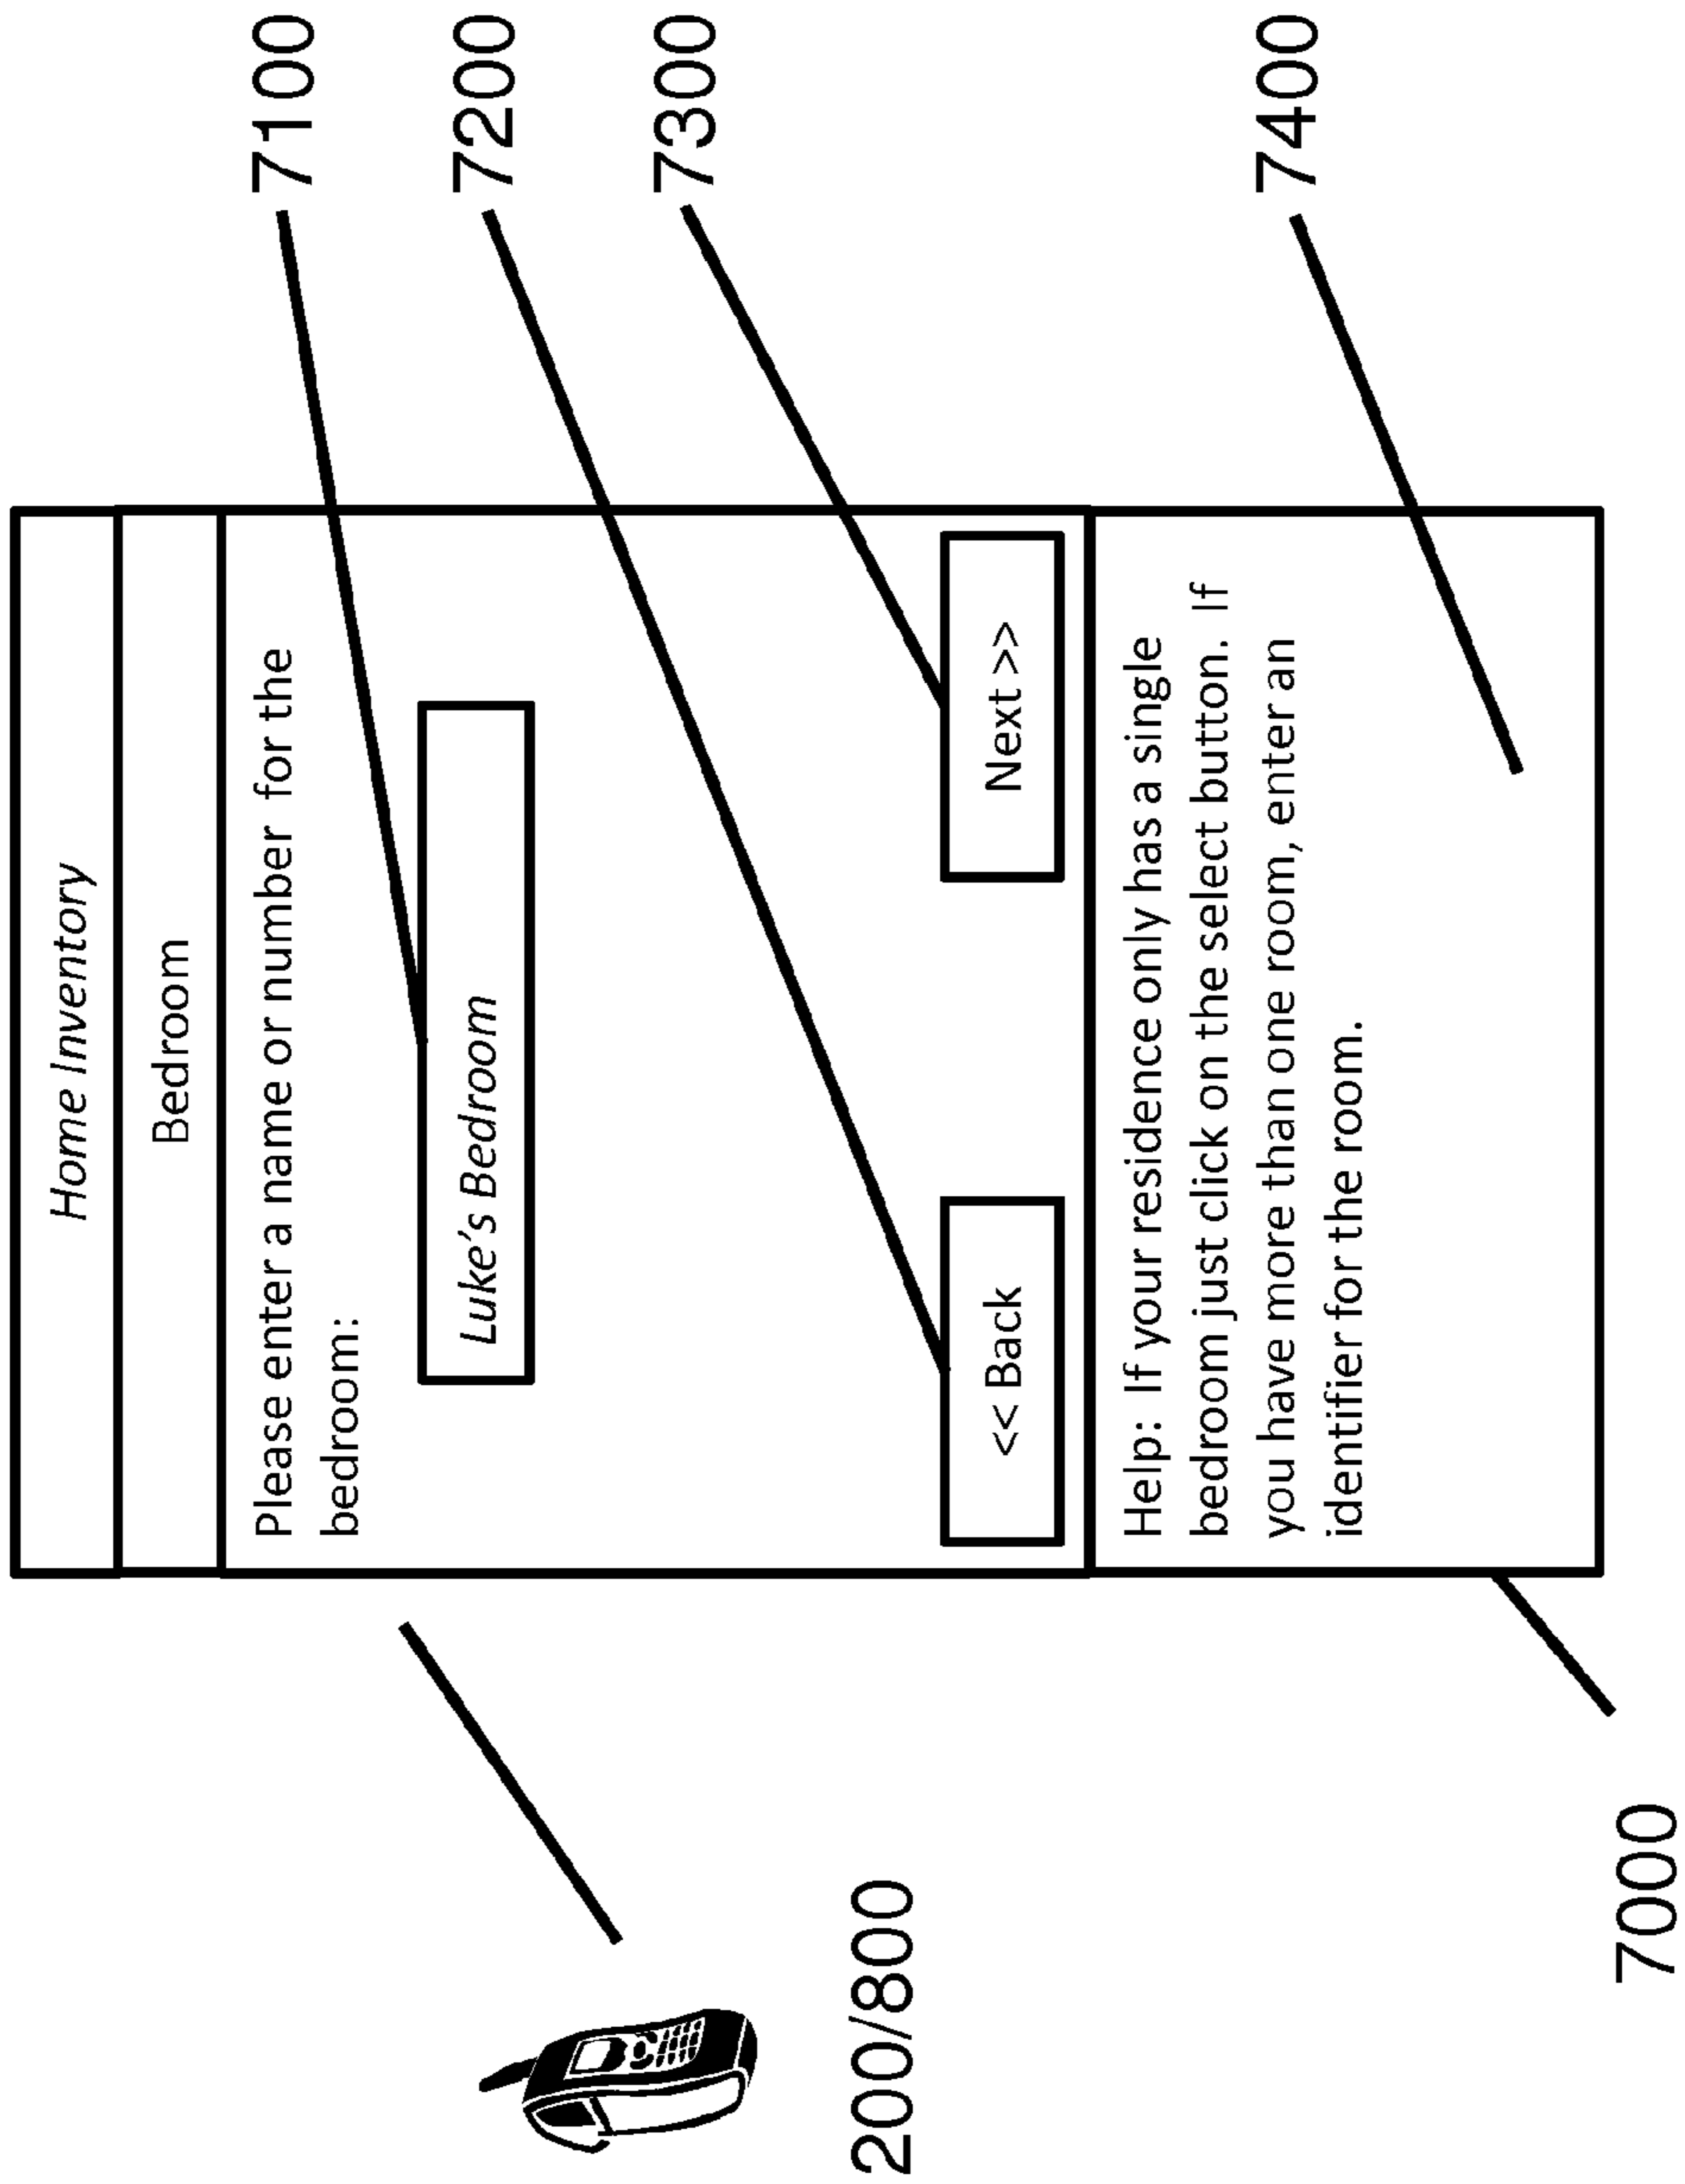 Home Inventory
Bedroom
Please enter a name or number for the
bedroom:
Luke's Bedroom
<< Back
Next >>
Help: If your residence only has a single
bedroom just click on the select button. If
you have more than one room, enter an
identifier for the room.
7100
7200
7300
7400
200/800
7000